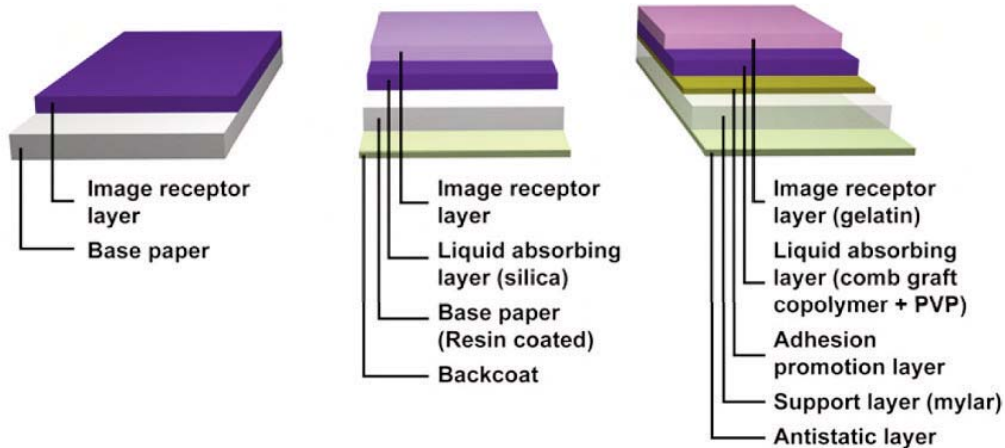 Image receptor
layer
Base paper
Image receptor
layer
Liquid absorbing
layer (silica)
Base paper
(Resin coated)
Backcoat
Image receptor
layer (gelatin)
Liquid absorbing
layer (comb graft
copolymer + PVP)
Adhesion
promotion layer
Support layer (mylar)
Antistatic layer